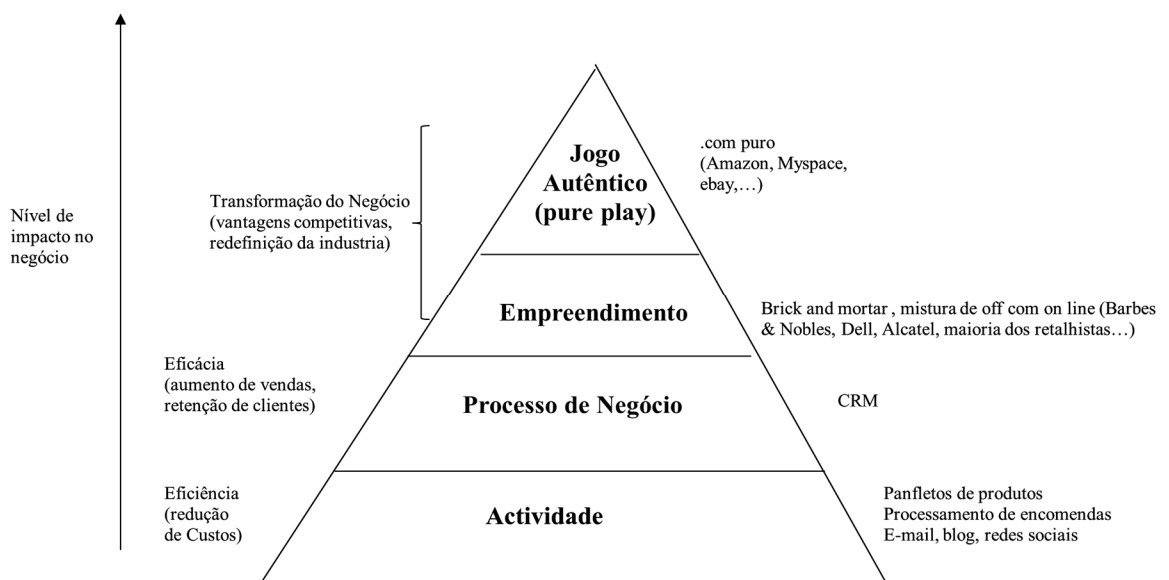 Nível de
impacto no
negócio
Transformação do Negócio
(vantagens competitivas,
redefinição da industria)
Jogo
Autêntico
(pure play)
.com puro
(Amazon, Myspace,
ebay,…)
Empreendimento
Brick and mortar , mistura de off com on line (Barbes
& Nobles, Dell, Alcatel, maioria dos retalhistas…)
Eficácia
(aumento de vendas,
retenção de clientes)
Processo de Negócio
CRM
Eficiência
(redução
de Custos)
Actividade
Panfletos de produtos
Processamento de encomendas
E-mail, blog, redes sociais